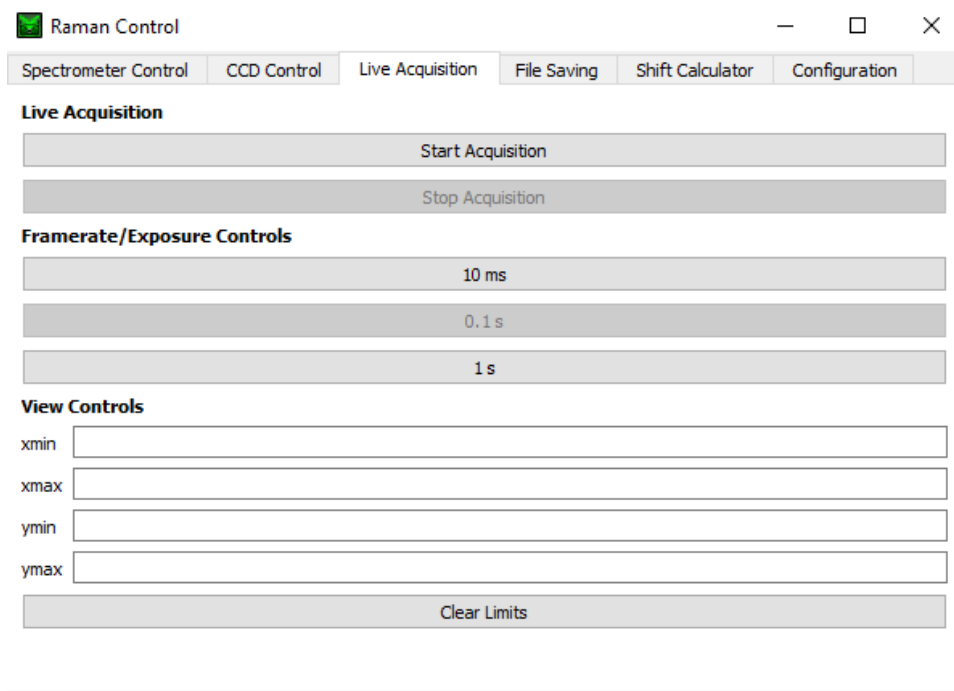 Raman Control
Spectrometer Control CCD Control Live Acquisition File Saving Shift Calculator Configuration
Live Acquisition
Start Acquisition
Stop Acquisition
Framerate/Exposure Controls
10 ms
0.1 s
1 s
View Controls
xmin
xmax
ymin
ymax
Clear Limits